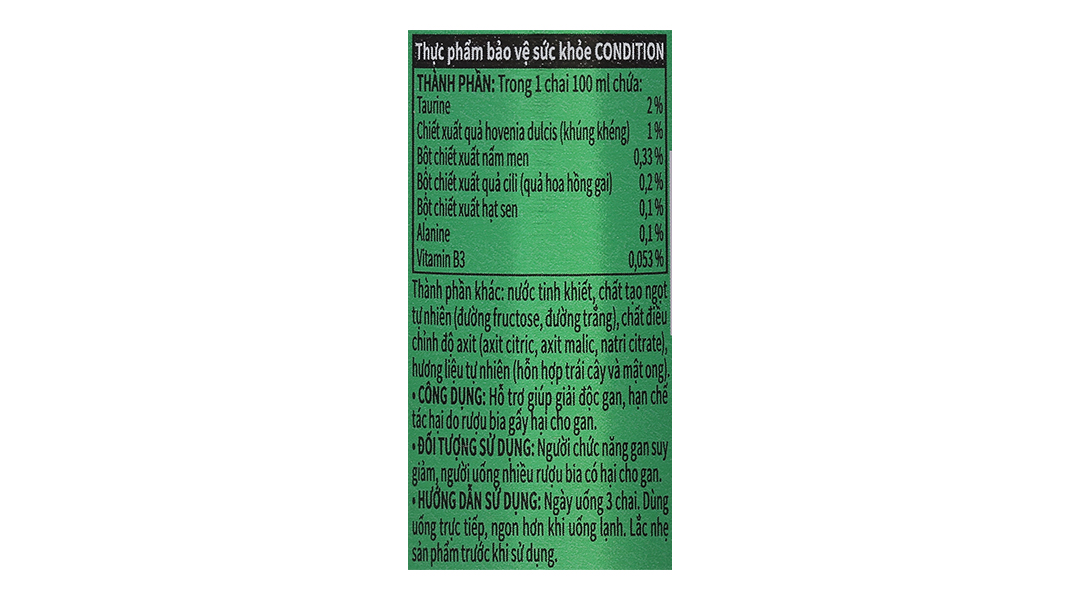 Thực phẩm bảo vệ sức khỏe CONDITION
THÀNH PHẦN: Trong 1 chai 100 ml chứa:
Taurine 2 %
Chiết xuất quả hovenia dulcis (khúng khéng) 1 %
Bột chiết xuất nấm men 0,33 %
Bột chiết xuất quả cili (quả hoa hồng gai) 0,2 %
Bột chiết xuất hạt sen 0,1 %
Alanine 0,1 %
Vitamin B3 0,053 %
Thành phần khác: nước tinh khiết, chất tạo ngọt
tự nhiên (đường fructose, đường trắng), chất điều
chỉnh độ axit (axit citric, axit malic, natri citrate),
hương liệu tự nhiên (hỗn hợp trái cây và mật ong).
• CÔNG DỤNG: Hỗ trợ giúp giải độc gan, hạn chế
tác hại do rượu bia gây hại cho gan.
• ĐỐI TƯỢNG SỬ DỤNG: Người chức năng gan suy
giảm, người uống nhiều rượu bia có hại cho gan.
• HƯỚNG DẪN SỬ DỤNG: Ngày uống 3 chai. Dùng
uống trực tiếp, ngon hơn khi uống lạnh. Lắc nhẹ
sản phẩm trước khi sử dụng.